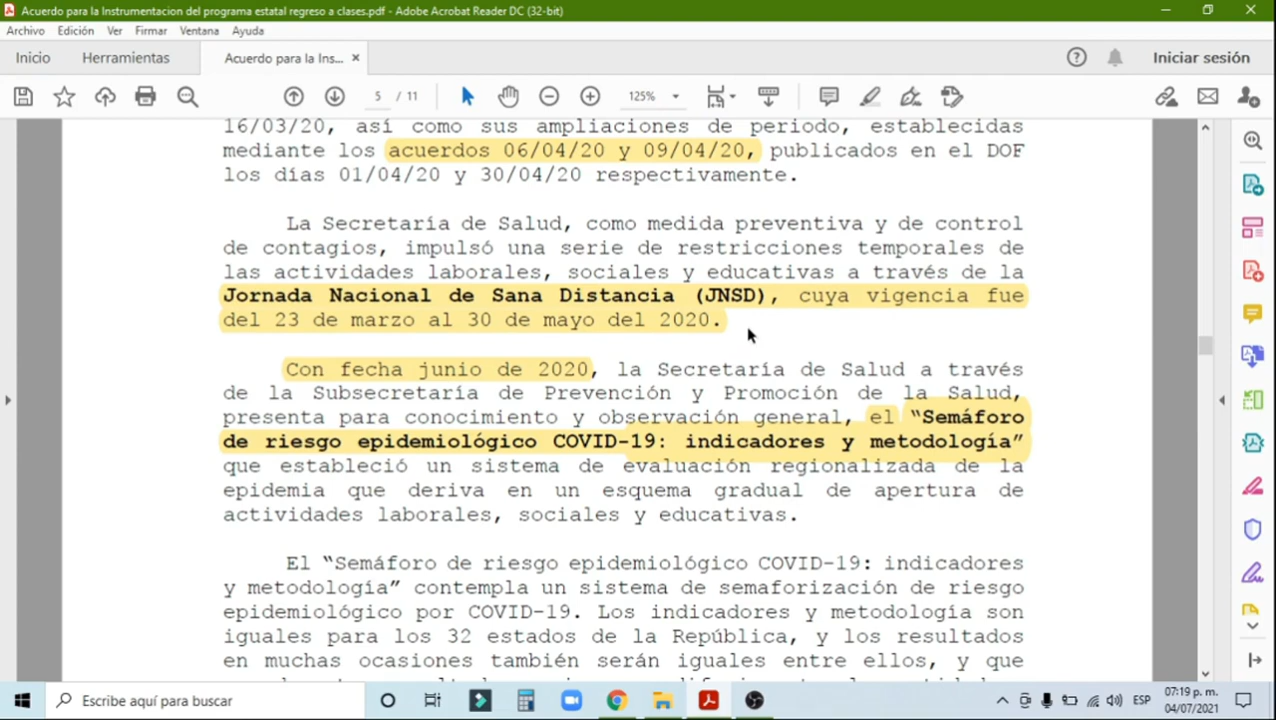 Acuerdo para la Instrumentacion del programa estatal regreso a clases.pdf - Adobe Acrobat Reader DC (32-bit)
Archivo Edición Ver Firmar Ventana Ayuda
Inicio Herramientas Acuerdo para la Ins... × Iniciar sesión
5 / 11 125%
16/03/20, así como sus ampliaciones de periodo, establecidas
mediante los acuerdos 06/04/20 y 09/04/20, publicados en el DOF
los días 01/04/20 y 30/04/20 respectivamente.
La Secretaría de Salud, como medida preventiva y de control
de contagios, impulsó una serie de restricciones temporales de
las actividades laborales, sociales y educativas a través de la
Jornada Nacional de Sana Distancia (JNSD), cuya vigencia fue
del 23 de marzo al 30 de mayo del 2020.
Con fecha junio de 2020, la Secretaría de Salud a través
de la Subsecretaría de Prevención y Promoción de la Salud,
presenta para conocimiento y observación general, el “Semáforo
de riesgo epidemiológico COVID-19: indicadores y metodología”
que estableció un sistema de evaluación regionalizada de la
epidemia que deriva en un esquema gradual de apertura de
actividades laborales, sociales y educativas.
El “Semáforo de riesgo epidemiológico COVID-19: indicadores
y metodología” contempla un sistema de semaforización de riesgo
epidemiológico por COVID-19. Los indicadores y metodología son
iguales para los 32 estados de la República, y los resultados
en muchas ocasiones también serán iguales entre ellos, y que
Escribe aquí para buscar
ESP
07:19 p. m.
04/07/2021